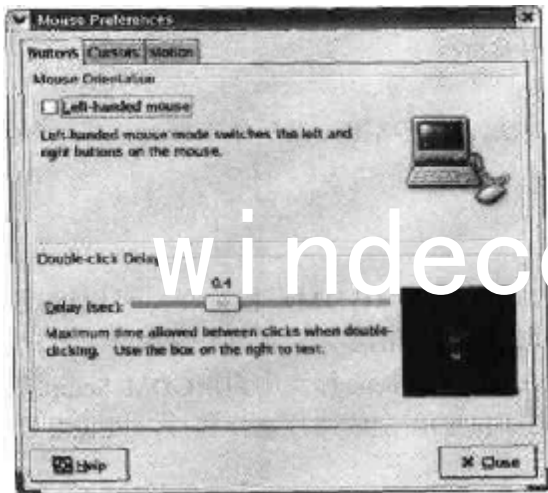 Mouse Preferences
Buttons Cursors Motion
Mouse Orientation
Left-handed mouse
Left-handed mouse mode switches the left and
right buttons on the mouse.
Double-click Delay
windeco
0.4
Delay (sec):
Maximum time allowed between clicks when double-
clicking. Use the box on the right to test.
Help
Close